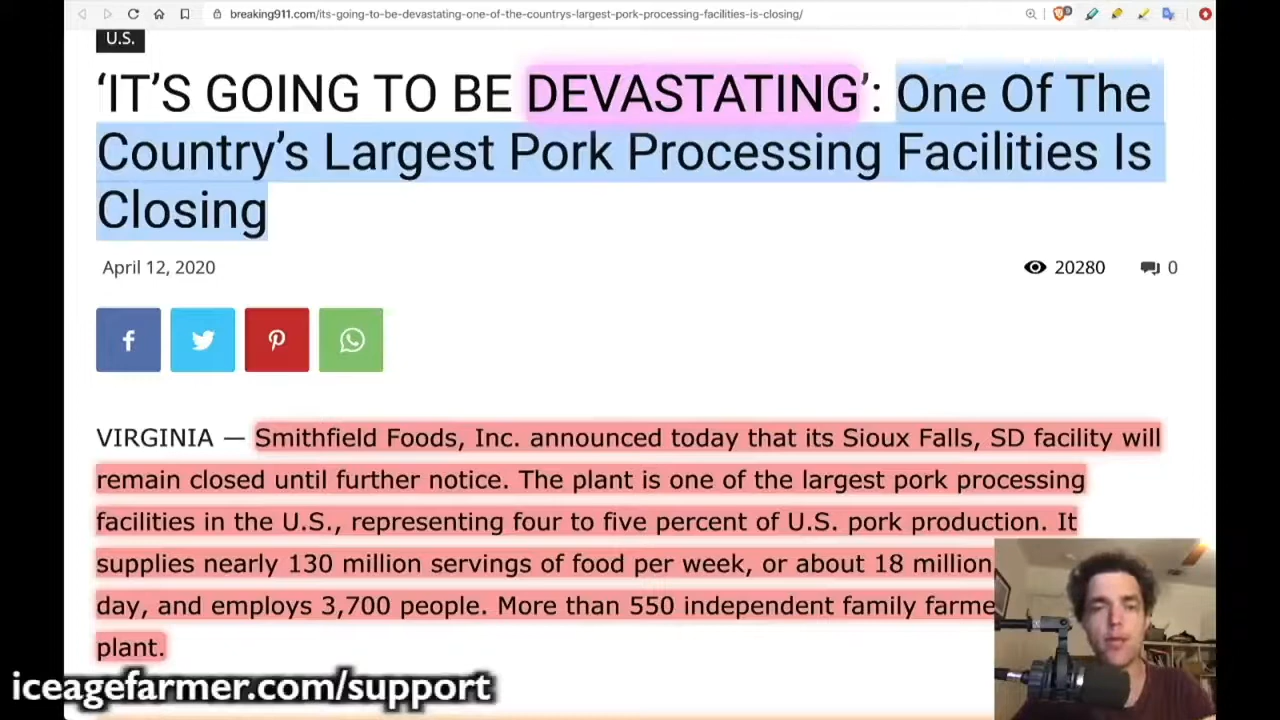 breaking911.com/its-going-to-be-devastating-one-of-the-countrys-largest-pork-processing-facilities-is-closing/
U.S.
‘IT’S GOING TO BE DEVASTATING’: One Of The
Country’s Largest Pork Processing Facilities Is
Closing
April 12, 2020
20280
0
VIRGINIA — Smithfield Foods, Inc. announced today that its Sioux Falls, SD facility will
remain closed until further notice. The plant is one of the largest pork processing
facilities in the U.S., representing four to five percent of U.S. pork production. It
supplies nearly 130 million servings of food per week, or about 18 million
day, and employs 3,700 people. More than 550 independent family farme
plant.
iceagefarmer.com/support